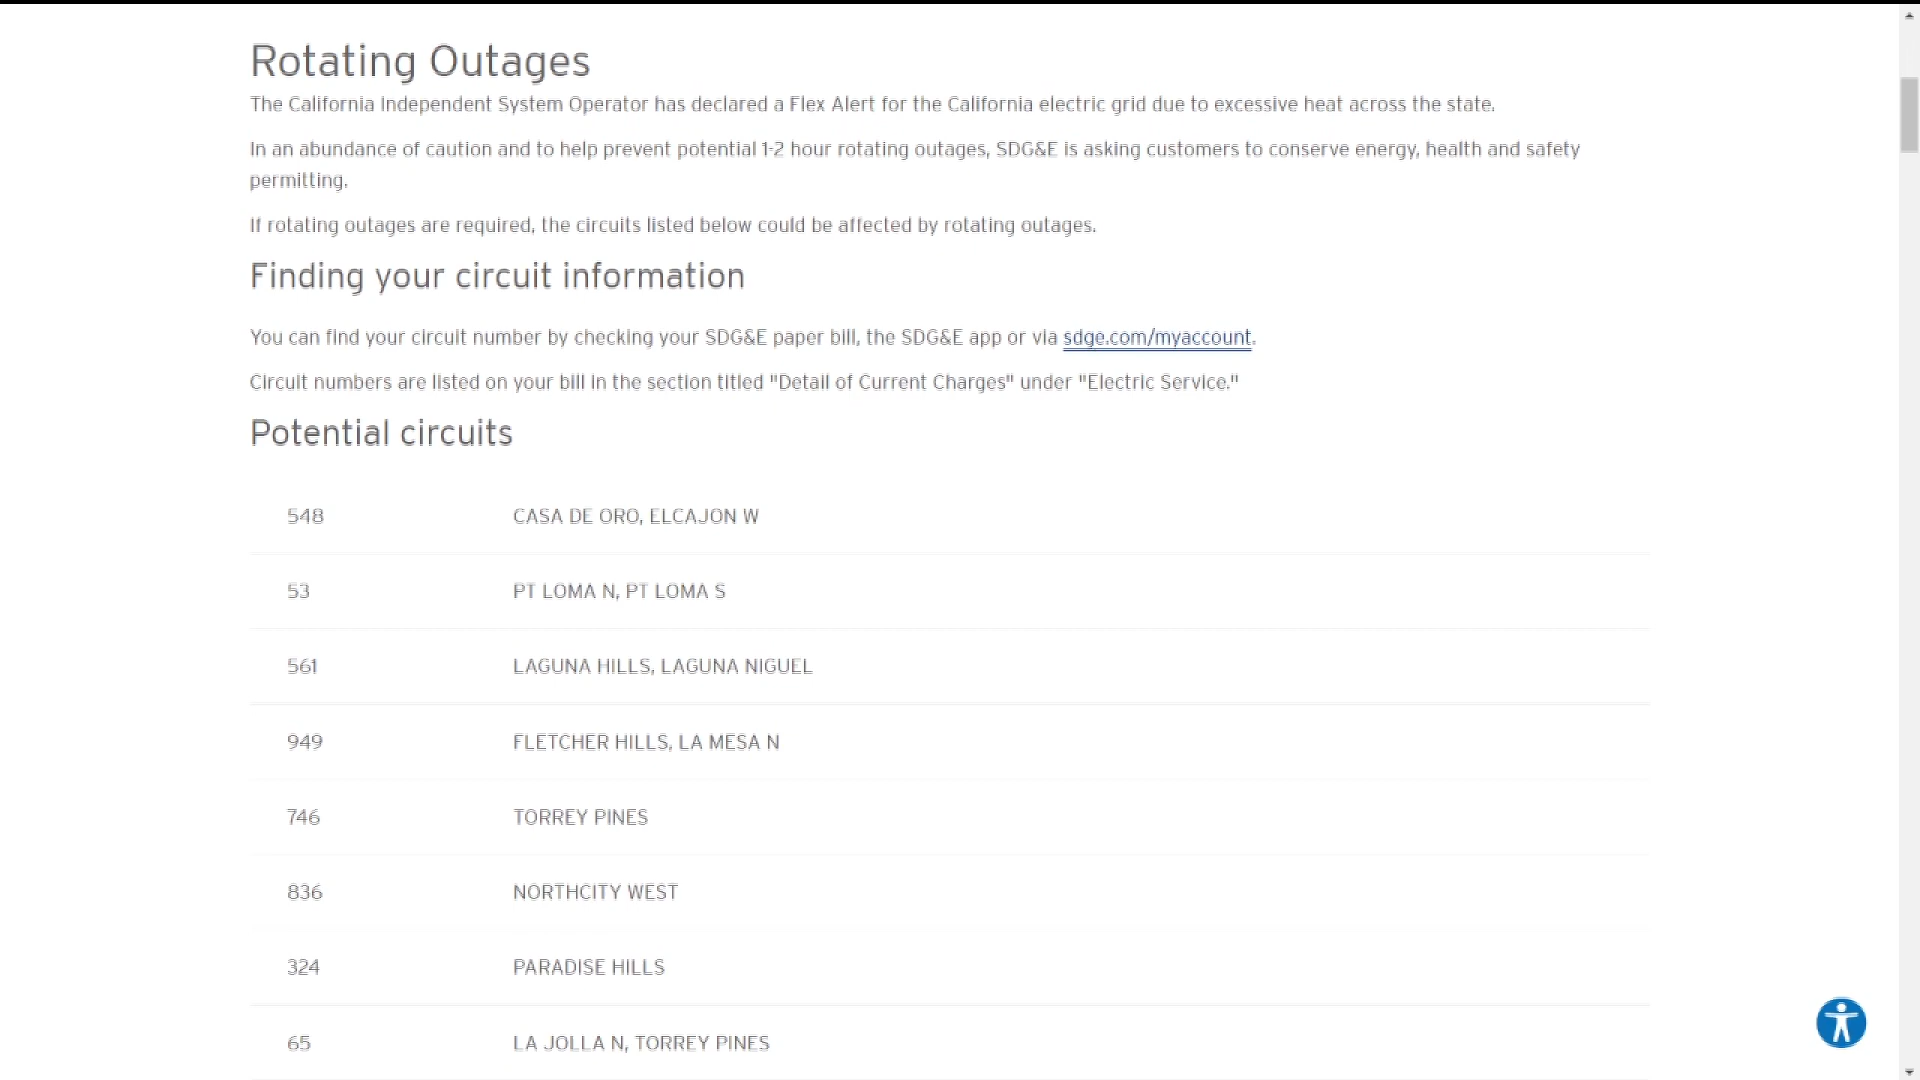 Rotating Outages
The California Independent System Operator has declared a Flex Alert for the California electric grid due to excessive heat across the state.
In an abundance of caution and to help prevent potential 1-2 hour rotating outages, SDG&E is asking customers to conserve energy, health and safety
permitting.
If rotating outages are required, the circuits listed below could be affected by rotating outages.
Finding your circuit information
You can find your circuit number by checking your SDG&E paper bill, the SDG&E app or via sdge.com/myaccount.
Circuit numbers are listed on your bill in the section titled "Detail of Current Charges" under "Electric Service."
Potential circuits
548 CASA DE ORO, ELCAJON W
53 PT LOMA N, PT LOMA S
561 LAGUNA HILLS, LAGUNA NIGUEL
949 FLETCHER HILLS, LA MESA N
746 TORREY PINES
836 NORTHCITY WEST
324 PARADISE HILLS
65 LA JOLLA N, TORREY PINES